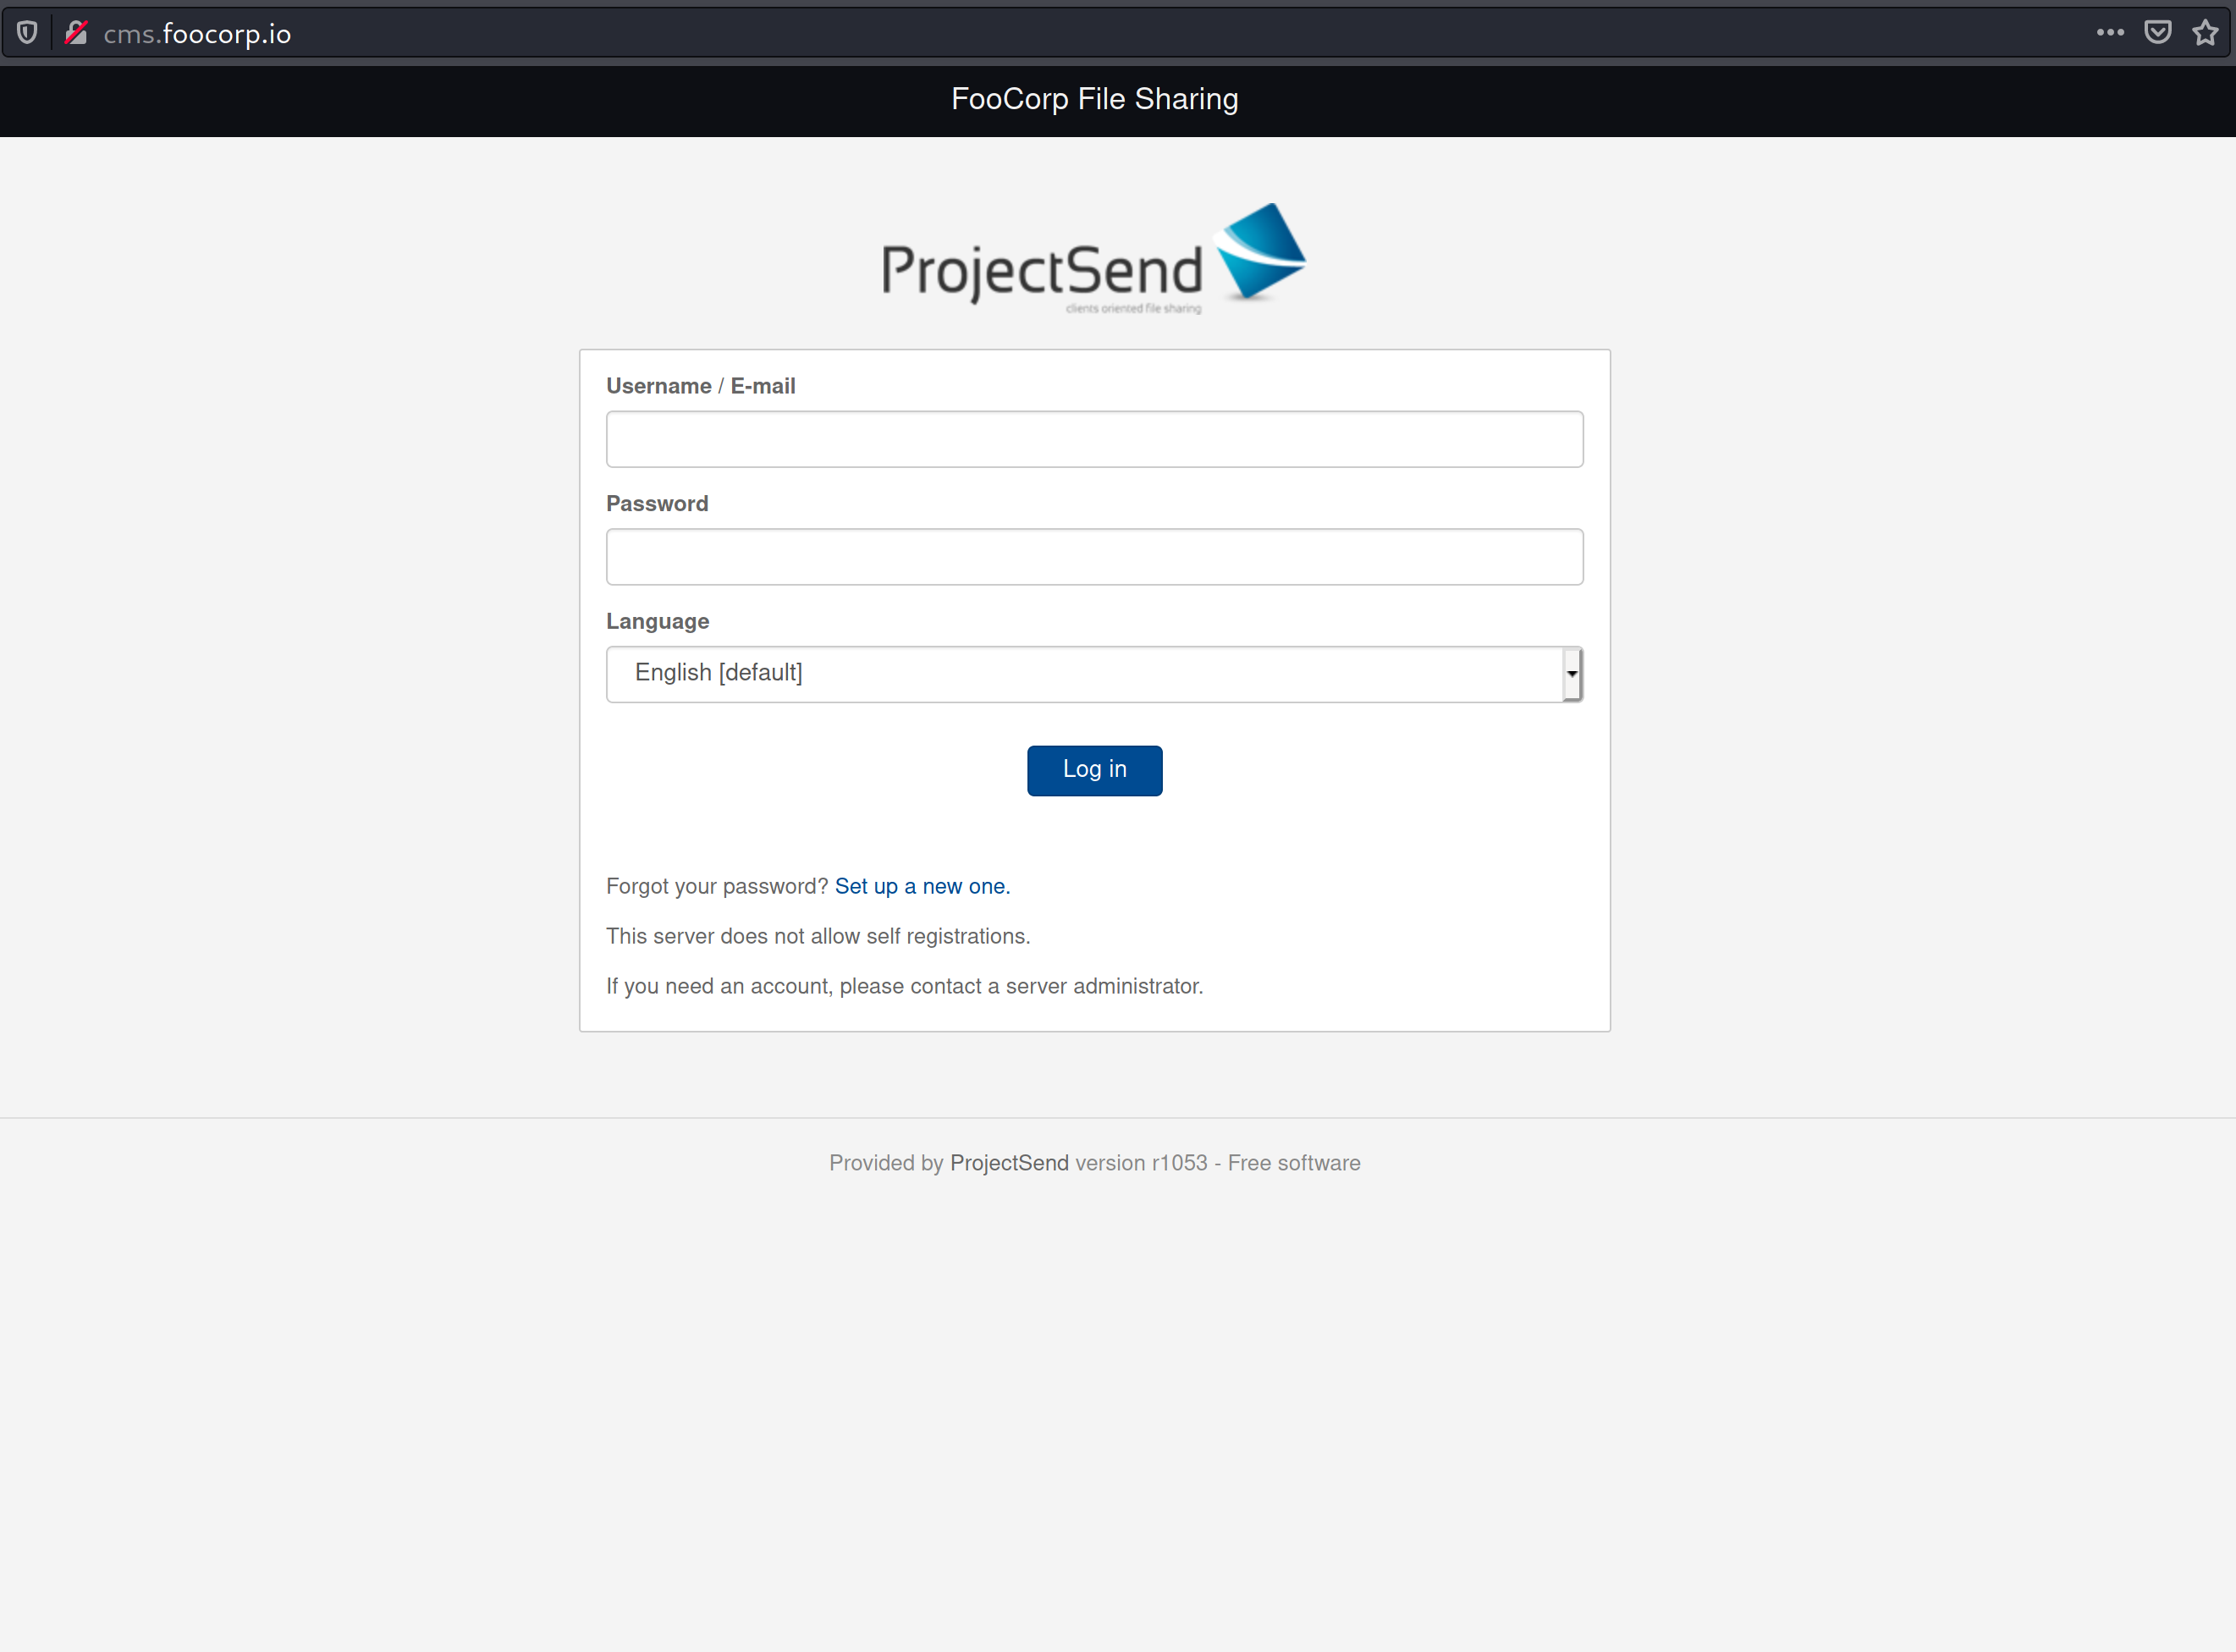 cms.foocorp.io
FooCorp File Sharing
ProjectSend
clients oriented file sharing
Username / E-mail
Password
Language
English [default]
Log in
Forgot your password? Set up a new one.
This server does not allow self registrations.
If you need an account, please contact a server administrator.
Provided by ProjectSend version r1053 - Free software